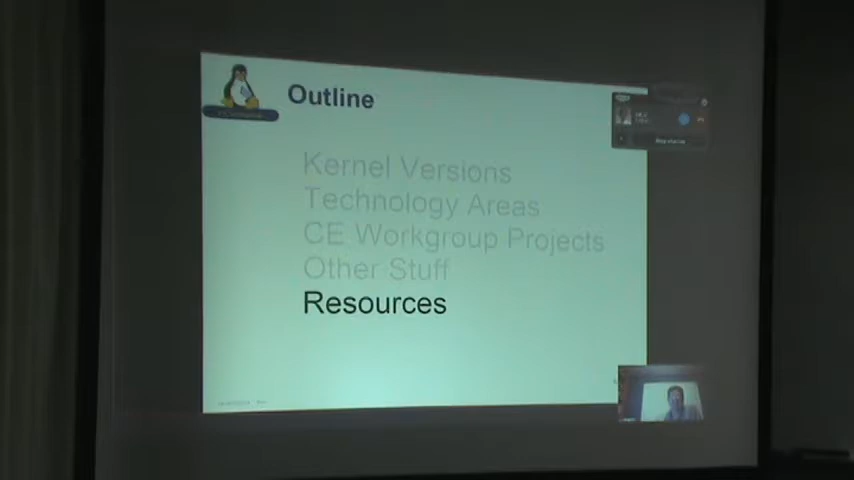 Outline
Kernel Versions
Technology Areas
CE Workgroup Projects
Other Stuff
Resources